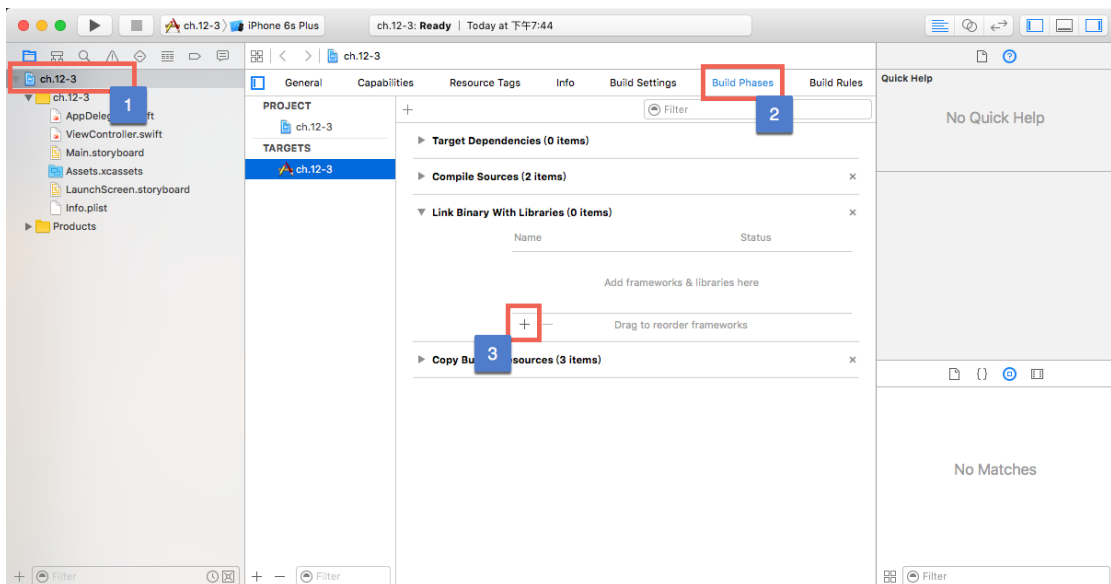 ch.12-3 iPhone 6s Plus ch.12-3: Ready | Today at 下午7:44
ch.12-3
ch.12-3
General Capabilities Resource Tags Info Build Settings Build Phases Build Rules
Quick Help
No Quick Help
1
2
3
ch.12-3
ViewController.swift
Main.storyboard
Assets.xcassets
LaunchScreen.storyboard
Info.plist
Products
PROJECT
ch.12-3
TARGETS
ch.12-3
+ Filter
Target Dependencies (0 items)
Compile Sources (2 items) ×
Link Binary With Libraries (0 items) ×
Name Status
Add frameworks & libraries here
+ − Drag to reorder frameworks
(3 items) ×
{}
No Matches
+ Filter
+ − Filter
Filter